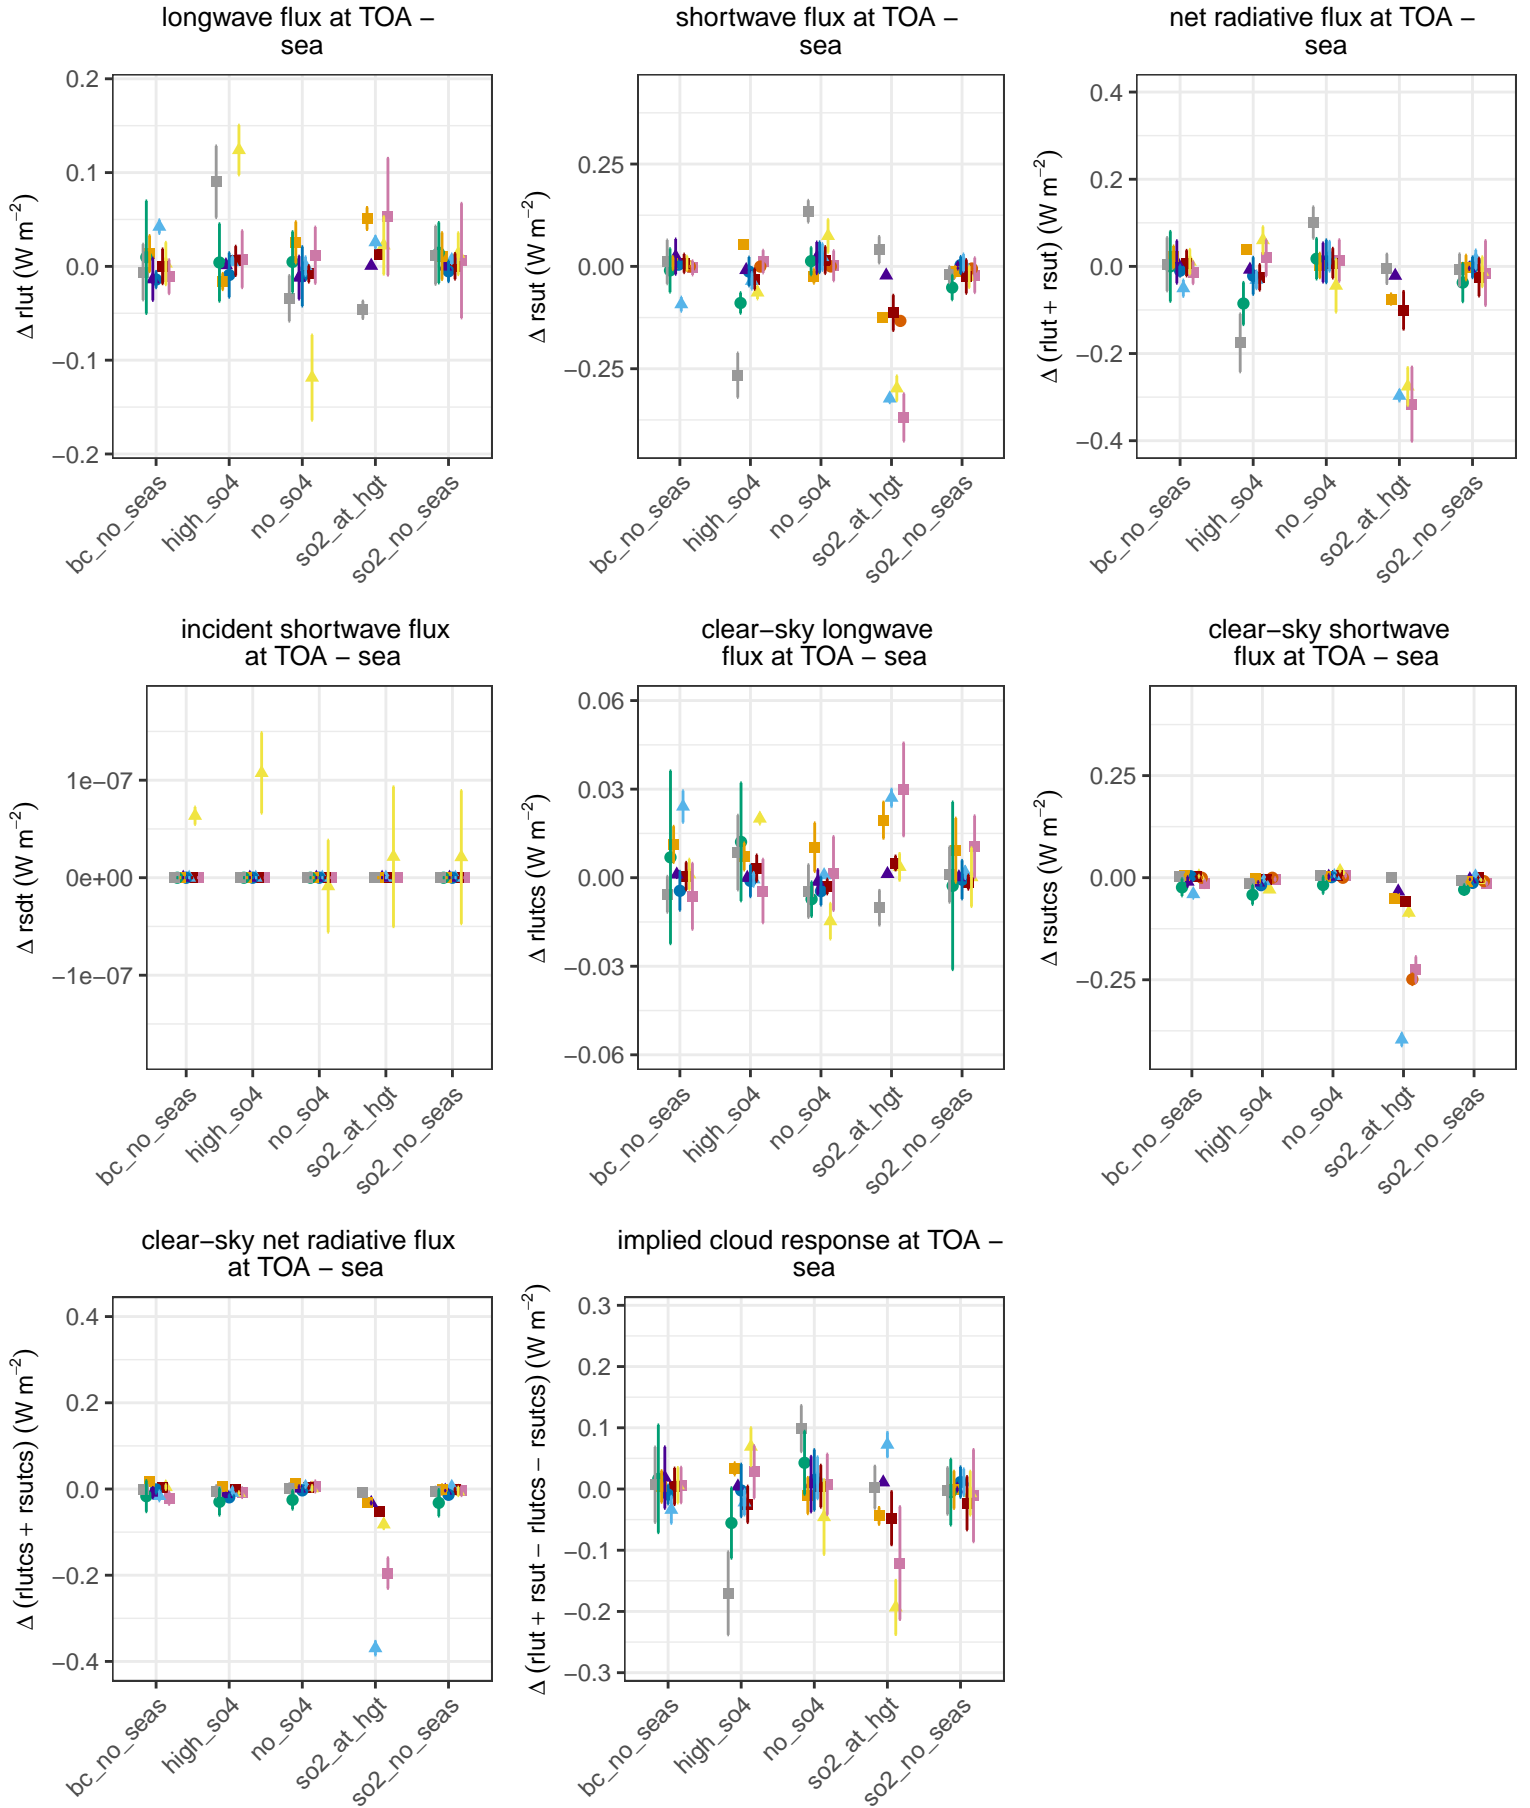 longwave flux at TOA −
sea
Δ rlut (W m−2)
0.2
0.1
0.0
−0.1
−0.2
bc_no_seas
high_so4
no_so4
so2_at_hgt
so2_no_seas
shortwave flux at TOA −
sea
Δ rsut (W m−2)
0.25
0.00
−0.25
bc_no_seas
high_so4
no_so4
so2_at_hgt
so2_no_seas
net radiative flux at TOA −
sea
Δ (rlut + rsut) (W m−2)
0.4
0.2
0.0
−0.2
−0.4
bc_no_seas
high_so4
no_so4
so2_at_hgt
so2_no_seas
incident shortwave flux
at TOA − sea
Δ rsdt (W m−2)
1e−07
0e+00
−1e−07
bc_no_seas
high_so4
no_so4
so2_at_hgt
so2_no_seas
clear−sky longwave
flux at TOA − sea
Δ rlutcs (W m−2)
0.06
0.03
0.00
−0.03
−0.06
bc_no_seas
high_so4
no_so4
so2_at_hgt
so2_no_seas
clear−sky shortwave
flux at TOA − sea
Δ rsutcs (W m−2)
0.25
0.00
−0.25
bc_no_seas
high_so4
no_so4
so2_at_hgt
so2_no_seas
clear−sky net radiative flux
at TOA − sea
Δ (rlutcs + rsutcs) (W m−2)
0.4
0.2
0.0
−0.2
−0.4
bc_no_seas
high_so4
no_so4
so2_at_hgt
so2_no_seas
implied cloud response at TOA −
sea
Δ (rlut + rsut − rlutcs − rsutcs) (W m−2)
0.3
0.2
0.1
0.0
−0.1
−0.2
−0.3
bc_no_seas
high_so4
no_so4
so2_at_hgt
so2_no_seas